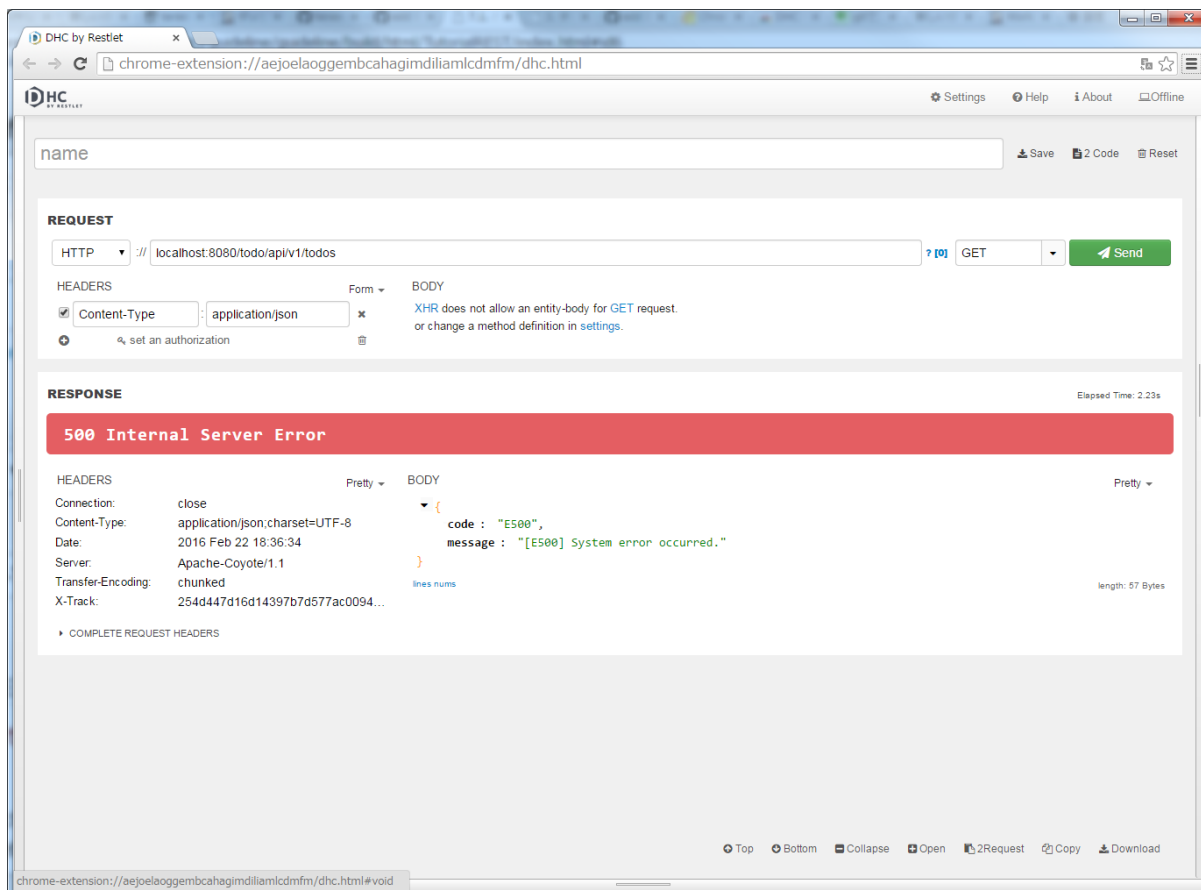 DHC by Restlet
chrome-extension://aejoelaoggembcahagimdiliamlcdmfm/dhc.html
DHC
BY RESTLET
Settings Help About Offline
name
Save 2 Code Reset
REQUEST
HTTP :// localhost:8080/todo/api/v1/todos ? [0] GET Send
HEADERS Form BODY
Content-Type : application/json
XHR does not allow an entity-body for GET request.
or change a method definition in settings.
set an authorization
RESPONSE
Elapsed Time: 2.23s
500 Internal Server Error
HEADERS Pretty BODY Pretty
Connection: close
Content-Type: application/json;charset=UTF-8
Date: 2016 Feb 22 18:36:34
Server: Apache-Coyote/1.1
Transfer-Encoding: chunked
X-Track: 254d447d16d14397b7d577ac0094...
{
code : "E500",
message : "[E500] System error occurred."
}
lines nums
length: 57 Bytes
COMPLETE REQUEST HEADERS
Top Bottom Collapse Open 2Request Copy Download
chrome-extension://aejoelaoggembcahagimdiliamlcdmfm/dhc.html#void